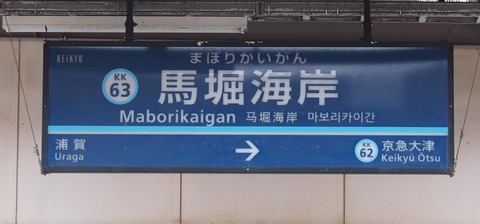 KEIKYU
まほりかいがん
KK 63 馬堀海岸
Maborikaigan 马堀海岸 마보리카이간
浦賀 → KK 62 京急大津
Uraga Keikyū Ōtsu